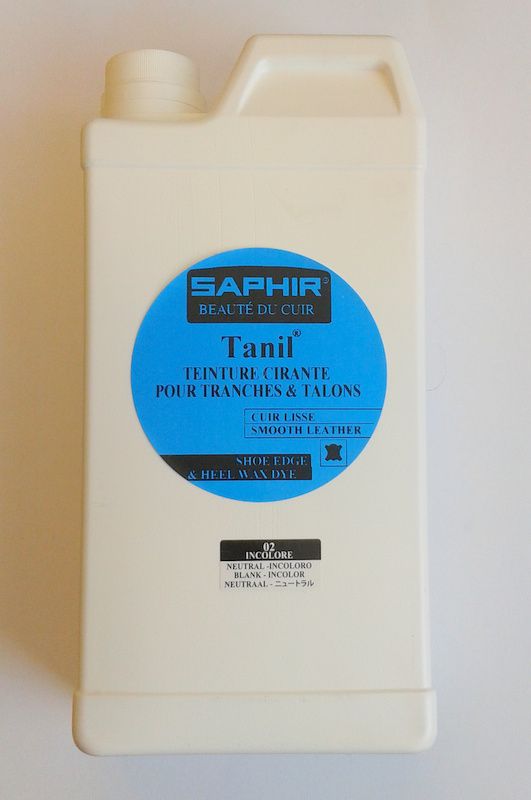 SAPHIR®
BEAUTÉ DU CUIR
Tanil®
TEINTURE CIRANTE
POUR TRANCHES & TALONS
CUIR LISSE
SMOOTH LEATHER
SHOE EDGE
& HEEL WAX DYE
02
INCOLORE
NEUTRAL -INCOLORO
BLANK - INCOLOR
NEUTRAAL - ニュートラル